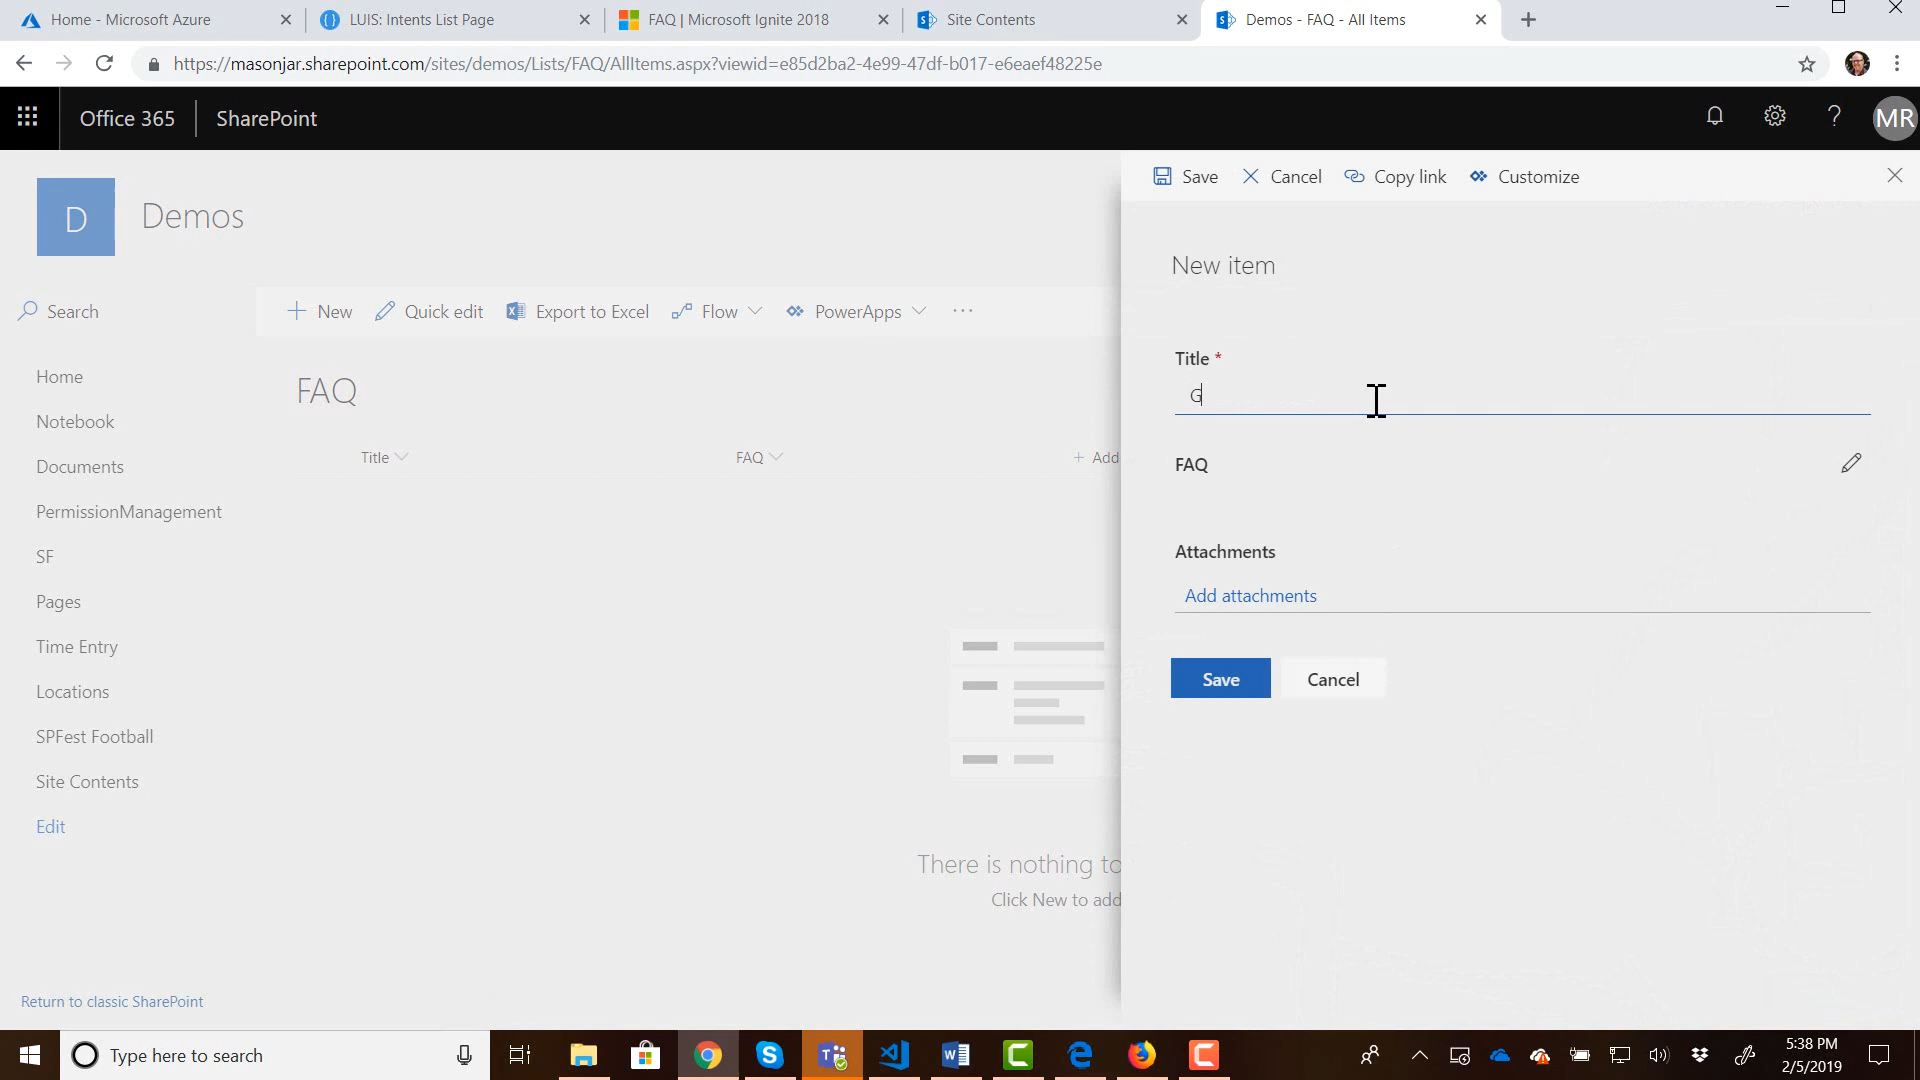 Home - Microsoft Azure
LUIS: Intents List Page
FAQ | Microsoft Ignite 2018
Site Contents
Demos - FAQ - All Items
https://masonjar.sharepoint.com/sites/demos/Lists/FAQ/AllItems.aspx?viewid=e85d2ba2-4e99-47df-b017-e6eaef48225e
Office 365
SharePoint
?
MR
D
Demos
Search
Home
Notebook
Documents
PermissionManagement
SF
Pages
Time Entry
Locations
SPFest Football
Site Contents
Edit
Return to classic SharePoint
New
Quick edit
Export to Excel
Flow
PowerApps
...
FAQ
Title
FAQ
+ Add
There is nothing to
Click New to add
Save
Cancel
Copy link
Customize
New item
Title *
G
FAQ
Attachments
Add attachments
Save
Cancel
Type here to search
5:38 PM
2/5/2019